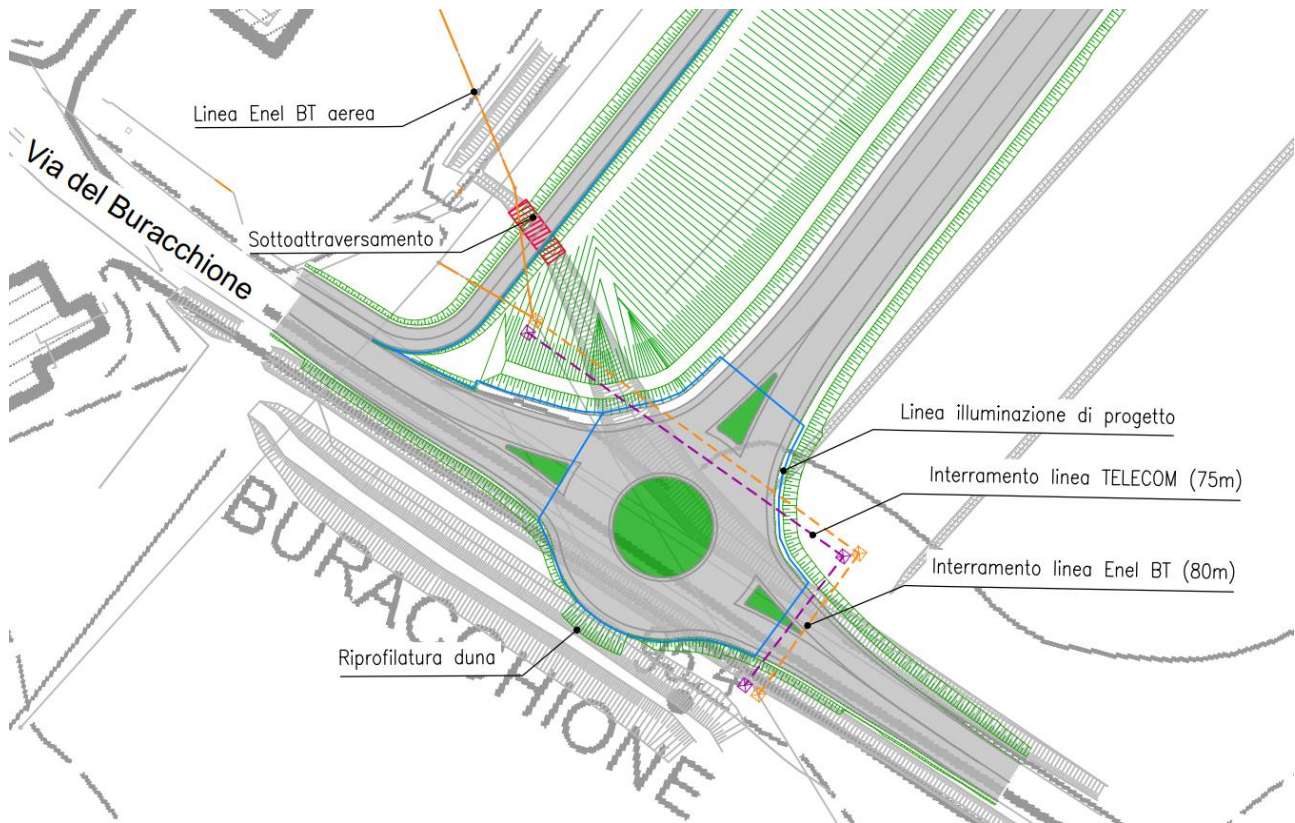 Linea Enel BT aerea
Via del Buracchione
Sottoattraversamento
Linea illuminazione di progetto
Interramento linea TELECOM (75m)
Interramento linea Enel BT (80m)
Riprofilatura duna
BURACCHIONE